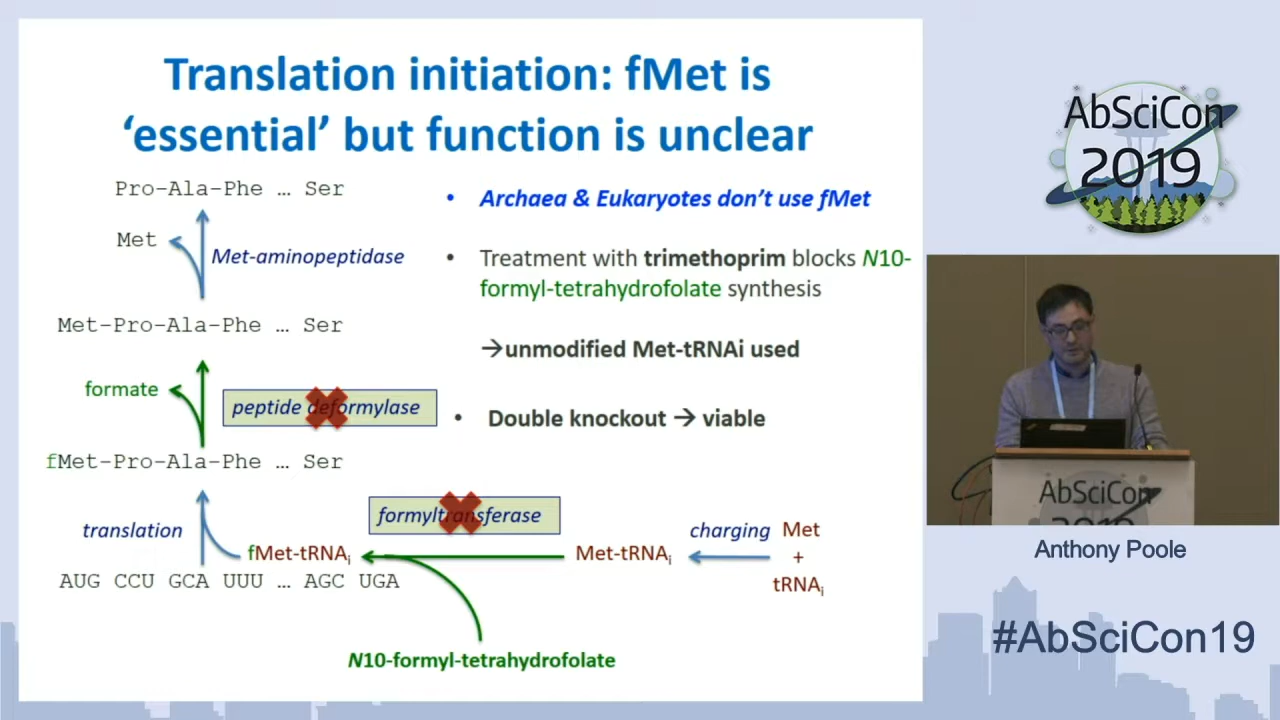 Translation initiation: fMet is
‘essential’ but function is unclear
Pro-Ala-Phe … Ser
Met
Met-aminopeptidase
Met-Pro-Ala-Phe … Ser
formate
peptide deformylase
fMet-Pro-Ala-Phe … Ser
translation
formyltransferase
fMet-tRNAi
Met-tRNAi
charging
Met
+
tRNAi
AUG CCU GCA UUU … AGC UGA
N10-formyl-tetrahydrofolate
• Archaea & Eukaryotes don’t use fMet
• Treatment with trimethoprim blocks N10-
formyl-tetrahydrofolate synthesis
→unmodified Met-tRNAi used
• Double knockout → viable
AbSciCon
2019
AbSciCon
2019
Anthony Poole
#AbSciCon19